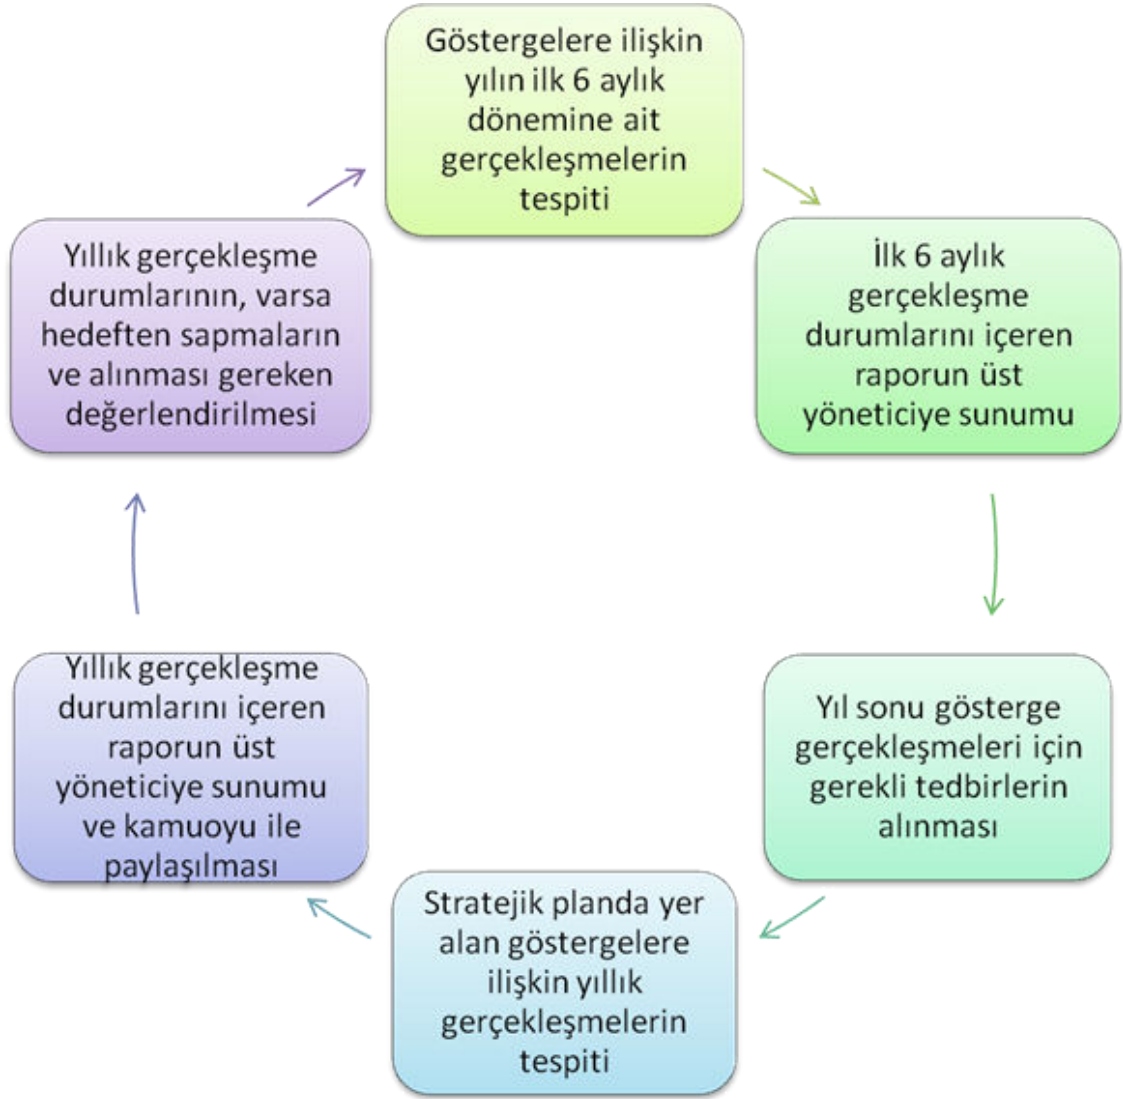 Göstergelere ilişkin
yılın ilk 6 aylık
dönemine ait
gerçekleşmelerin
tespiti
İlk 6 aylık
gerçekleşme
durumlarını içeren
raporun üst
yöneticiye sunumu
Yıl sonu gösterge
gerçekleşmeleri için
gerekli tedbirlerin
alınması
Stratejik planda yer
alan göstergelere
ilişkin yıllık
gerçekleşmelerin
tespiti
Yıllık gerçekleşme
durumlarını içeren
raporun üst
yöneticiye sunumu
ve kamuoyu ile
paylaşılması
Yıllık gerçekleşme
durumlarının, varsa
hedeften sapmaların
ve alınması gereken
değerlendirilmesi